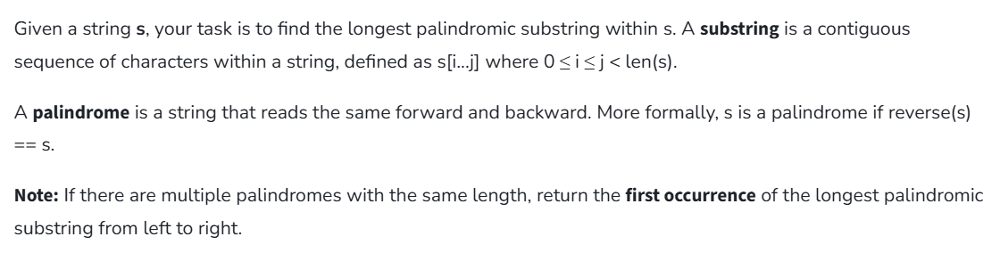 Given a string s, your task is to find the longest palindromic substring within s. A substring is a contiguous
sequence of characters within a string, defined as s[i...j] where 0 ≤ i ≤ j < len(s).
A palindrome is a string that reads the same forward and backward. More formally, s is a palindrome if reverse(s)
== s.
Note: If there are multiple palindromes with the same length, return the first occurrence of the longest palindromic
substring from left to right.